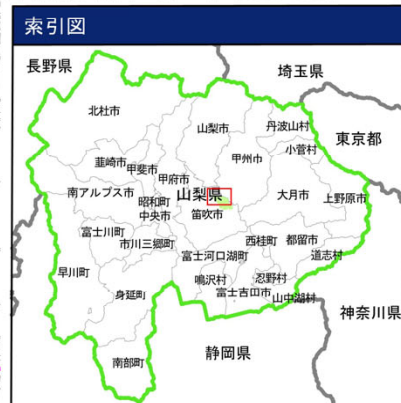 索引図
長野県
埼玉県
北杜市
山梨市
丹波山村
東京都
小菅村
甲州市
韮崎市
甲斐市
甲府市
山梨県
南アルプス市
大月市
上野原市
昭和町
中央市
笛吹市
富士川町
市川三郷町
西桂町
都留市
道志村
富士河口湖町
早川町
鳴沢村
忍野村
身延町
富士吉田市
山中湖村
神奈川県
静岡県
南部町